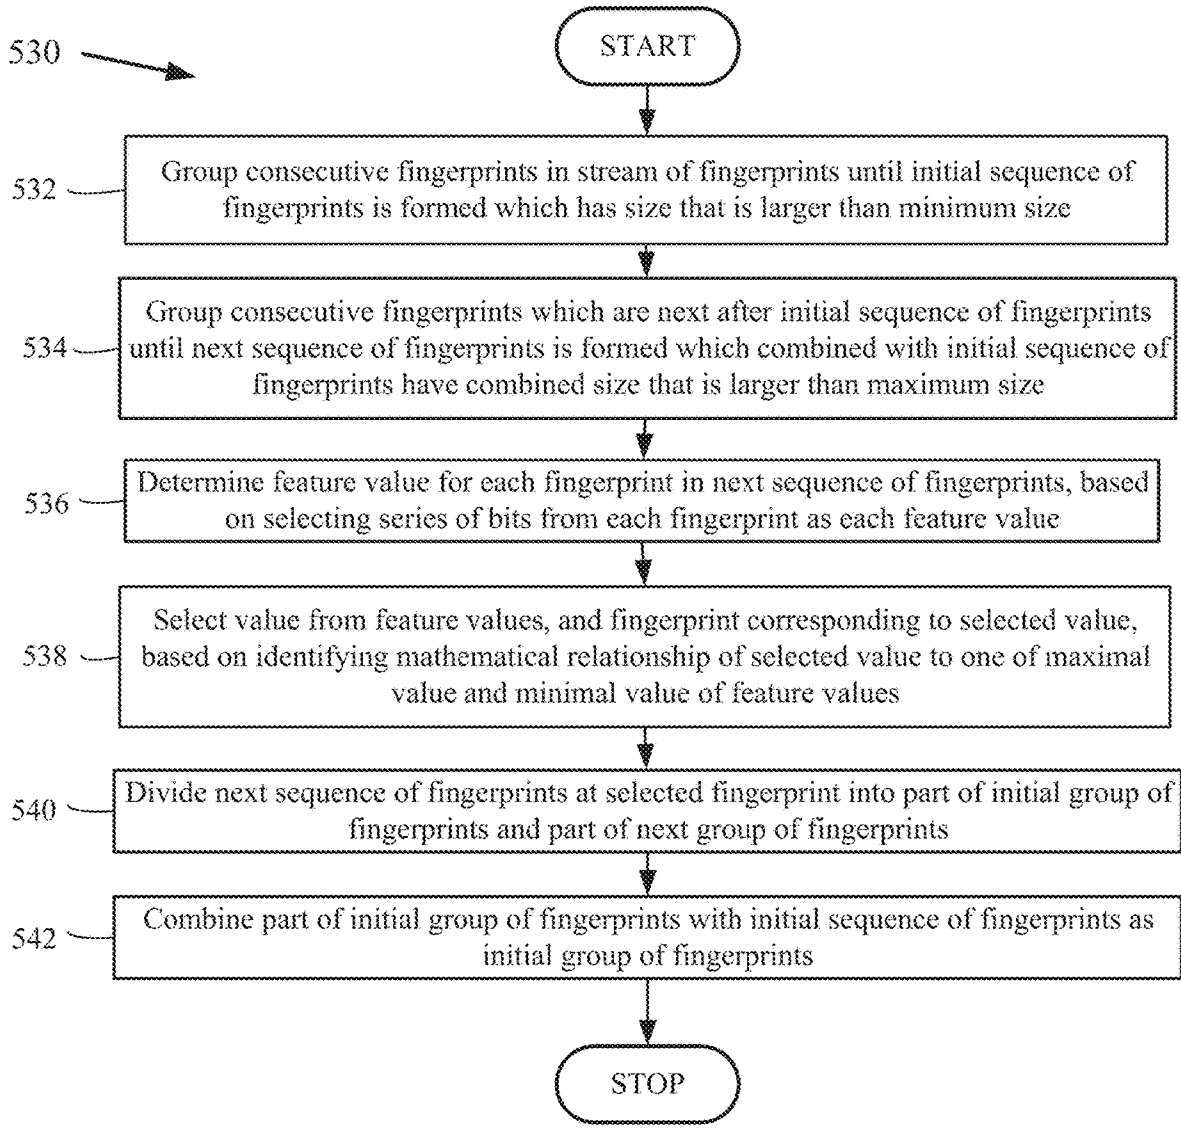 530
START
532
Group consecutive fingerprints in stream of fingerprints until initial sequence of
fingerprints is formed which has size that is larger than minimum size
534
Group consecutive fingerprints which are next after initial sequence of fingerprints
until next sequence of fingerprints is formed which combined with initial sequence of
fingerprints have combined size that is larger than maximum size
536
Determine feature value for each fingerprint in next sequence of fingerprints, based
on selecting series of bits from each fingerprint as each feature value
538
Select value from feature values, and fingerprint corresponding to selected value,
based on identifying mathematical relationship of selected value to one of maximal
value and minimal value of feature values
540
Divide next sequence of fingerprints at selected fingerprint into part of initial group of
fingerprints and part of next group of fingerprints
542
Combine part of initial group of fingerprints with initial sequence of fingerprints as
initial group of fingerprints
STOP